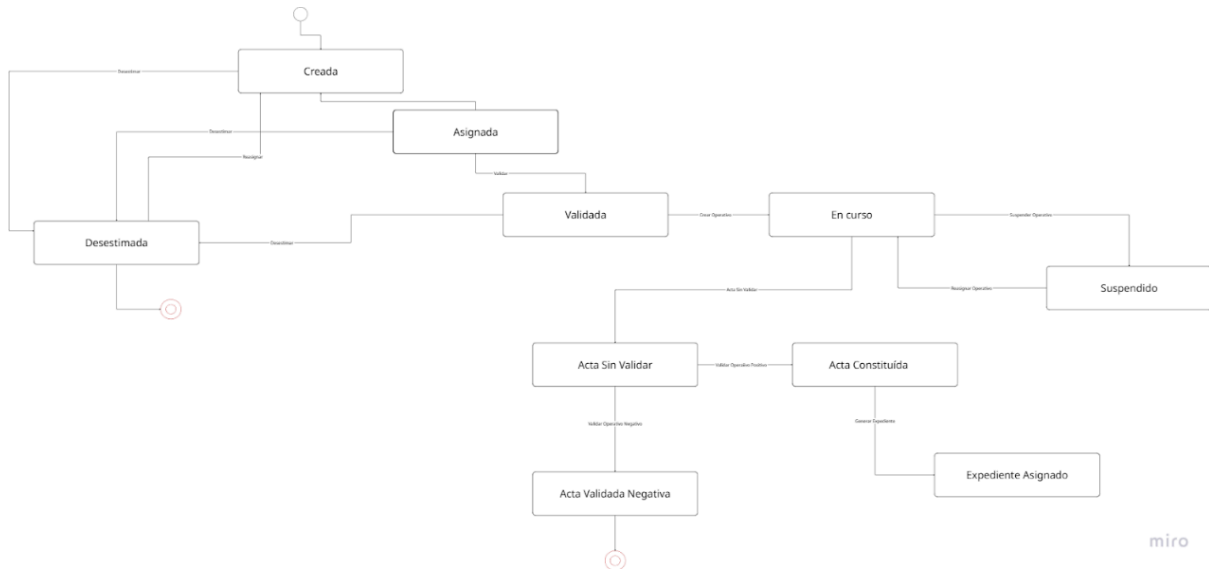 Creada
Desestimar
Asignada
Desestimar
Reasignar
Validar
Validada
Crear Operativo
En curso
Suspender Operativo
Desestimada
Desestimar
Reasignar Operativo
Suspendido
Acta Sin Validar
Acta Sin Validar
Validar Operativo Positivo
Acta Constituída
Validar Operativo Negativo
Generar Expediente
Expediente Asignado
Acta Validada Negativa
miro